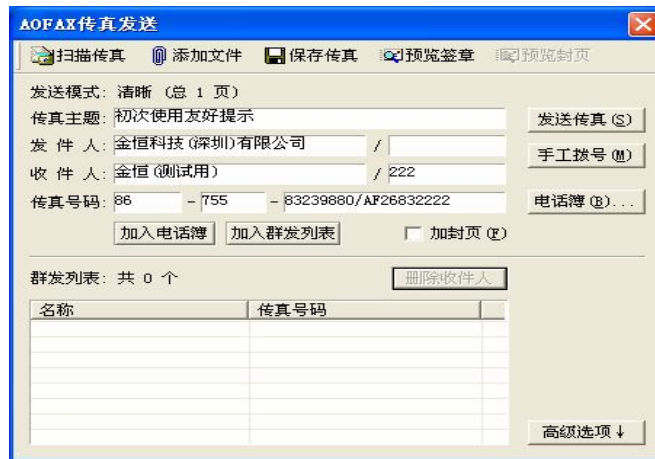 AOFAX传真发送
扫描传真 添加文件 保存传真 预览签章 预览封页
发送模式: 清晰 (总 1 页)
传真主题: 初次使用友好提示
发送传真(S)
发 件 人: 金恒科技(深圳)有限公司 /
手工拨号(M)
收 件 人: 金恒(测试用) / 222
传真号码: 86 - 755 - 83239880/AF26832222
电话簿(B)...
加入电话簿 加入群发列表 加封页(F)
群发列表: 共 0 个 删除收件人
名称 传真号码
高级选项↓